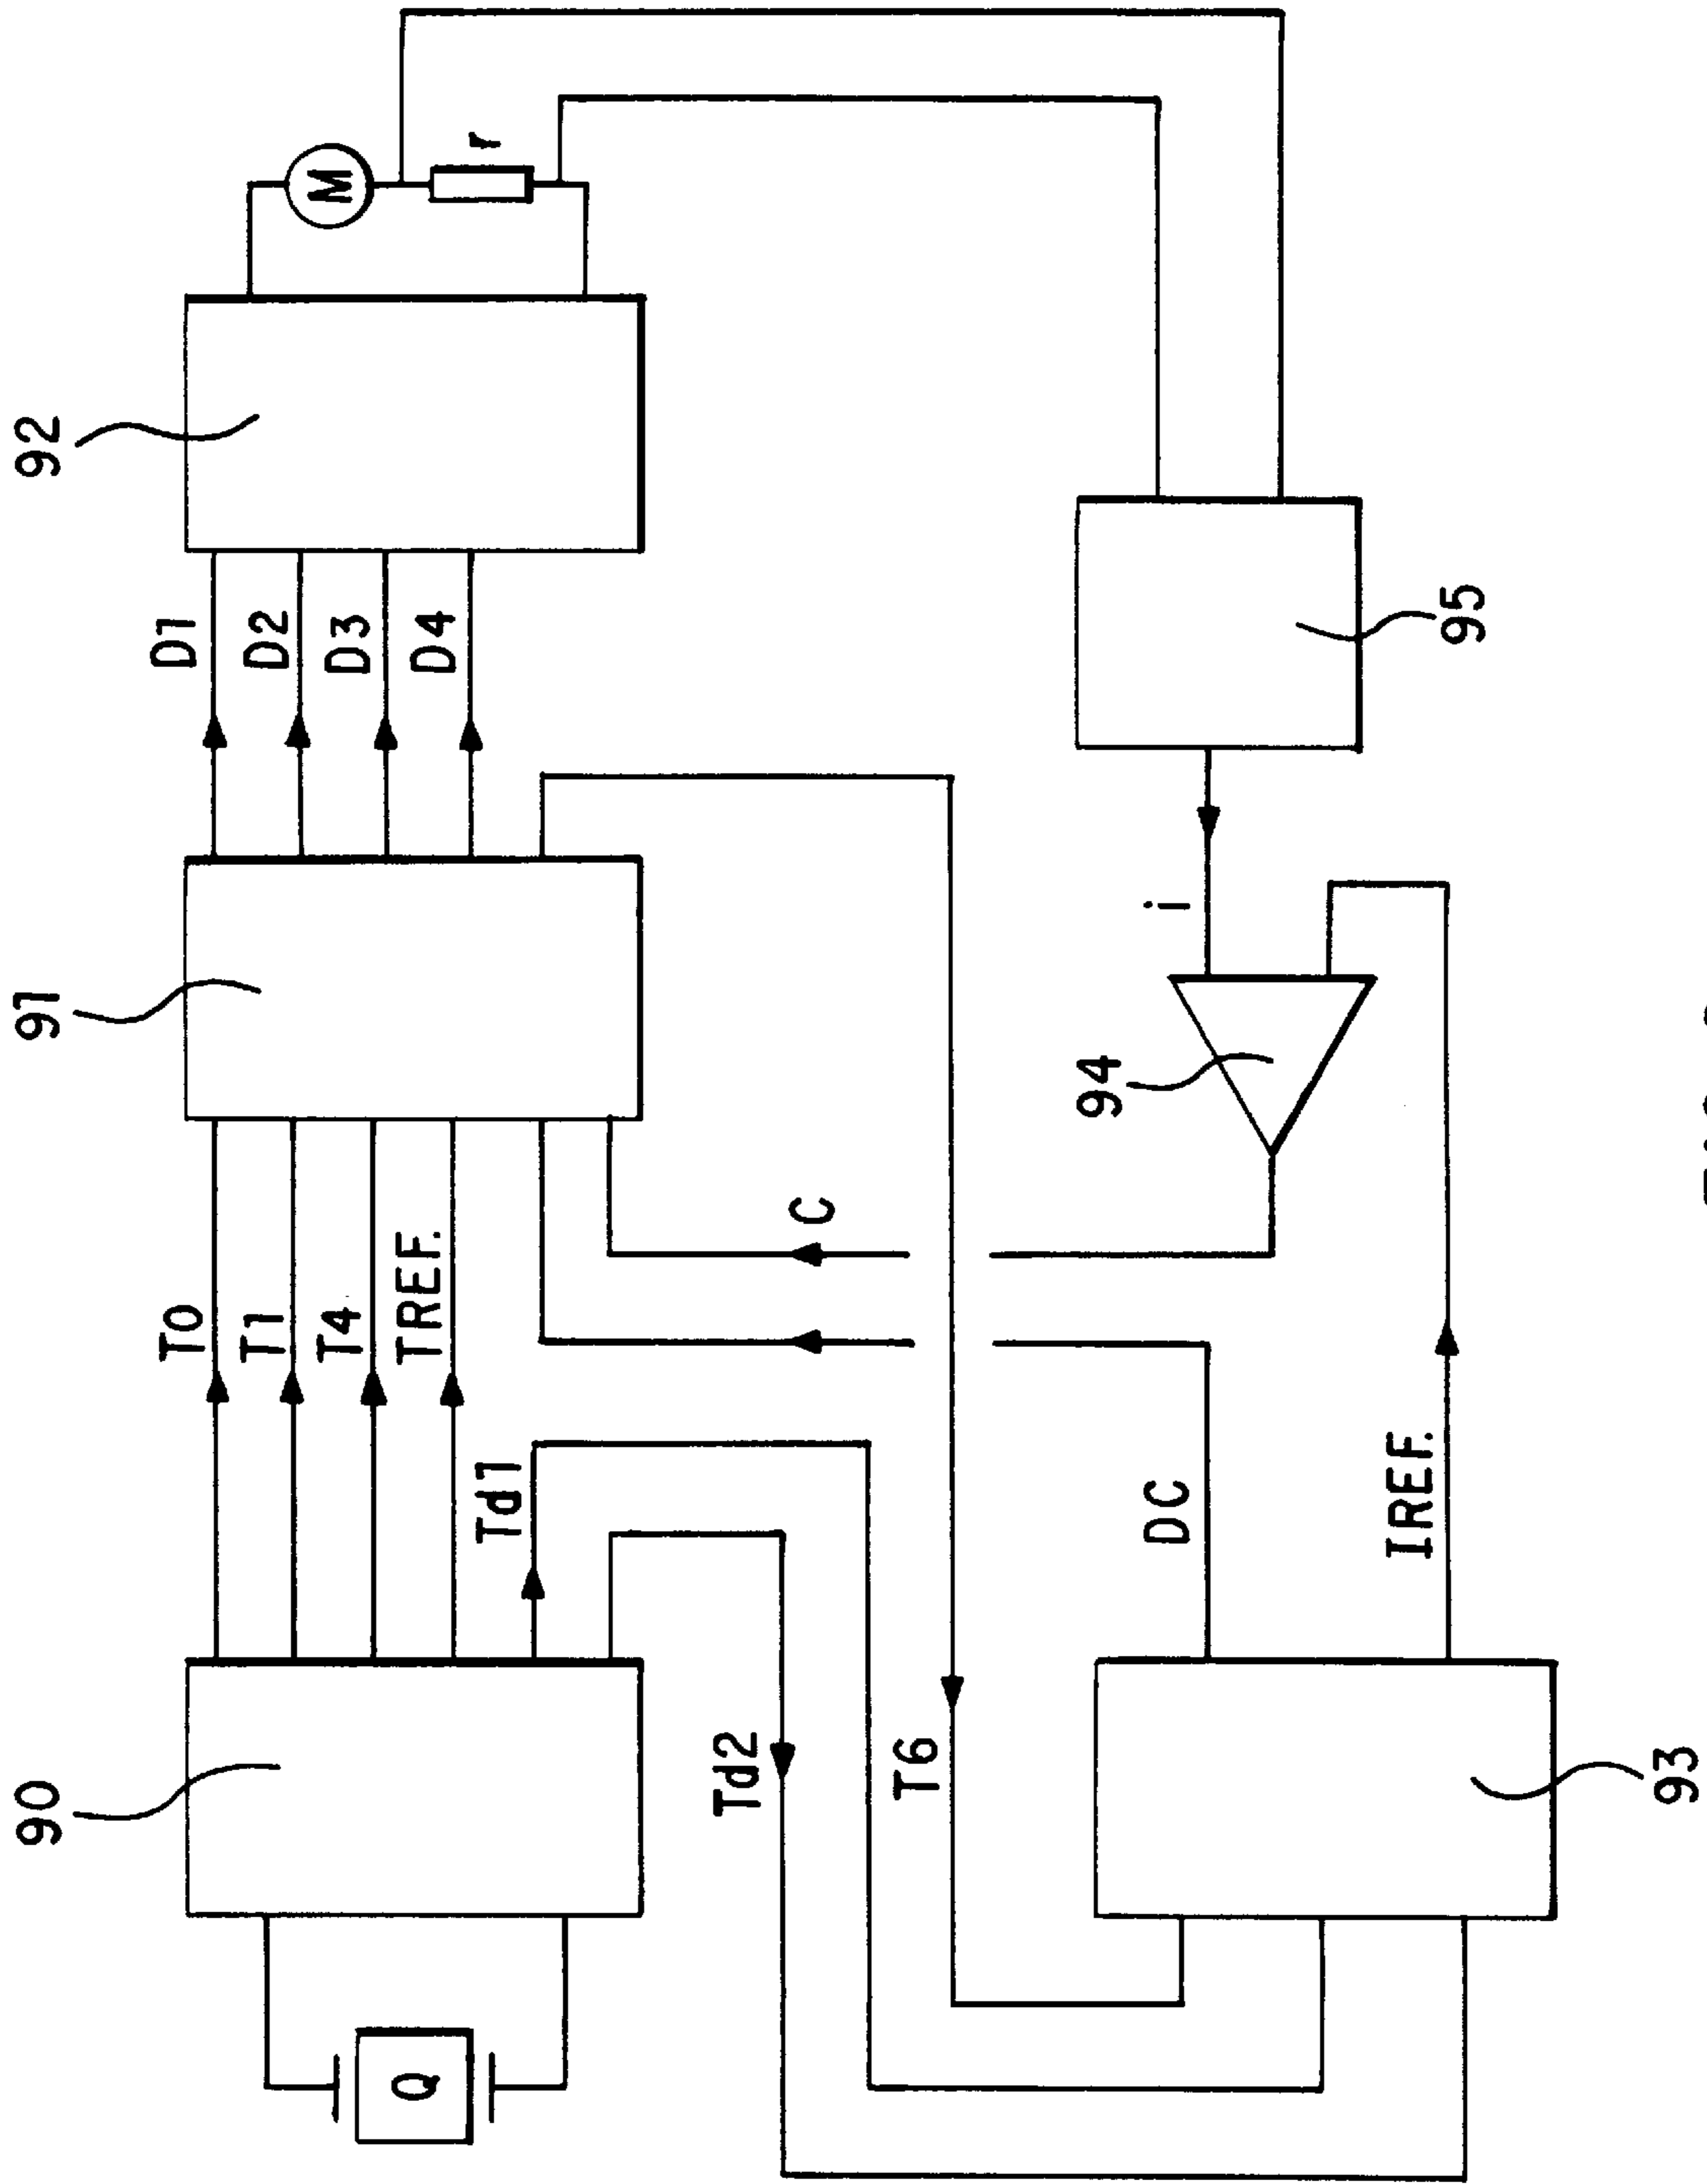 90
91
92
T0
T1
T4
TREF.
Td1
D1
D2
D3
D4
M
r
Q
Td2
T6
C
DC
IREF.
i
94
95
93